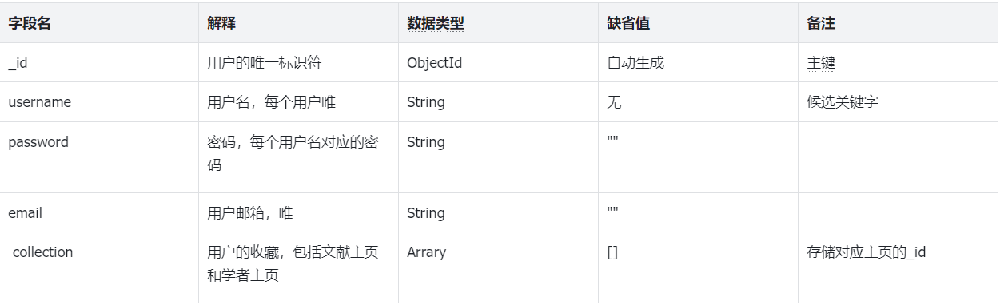 字段名 解释 数据类型 缺省值 备注
_id 用户的唯一标识符 ObjectId 自动生成 主键
username 用户名，每个用户唯一 String 无 候选关键字
password 密码，每个用户名对应的密 String ""
码
email 用户邮箱，唯一 String ""
collection 用户的收藏，包括文献主页 Arrary [] 存储对应主页的_id
和学者主页